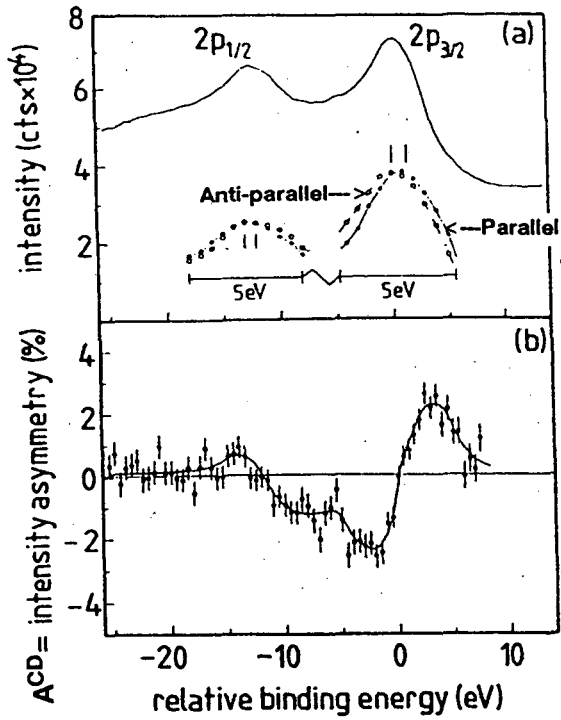 2p1/2
2p3/2
(a)
8
6
4
2
intensity (cts×10⁴)
Anti-parallel
Parallel
5eV
5eV
(b)
4
2
0
-2
-4
A^CD = intensity asymmetry (%)
-20
-10
0
10
relative binding energy (eV)